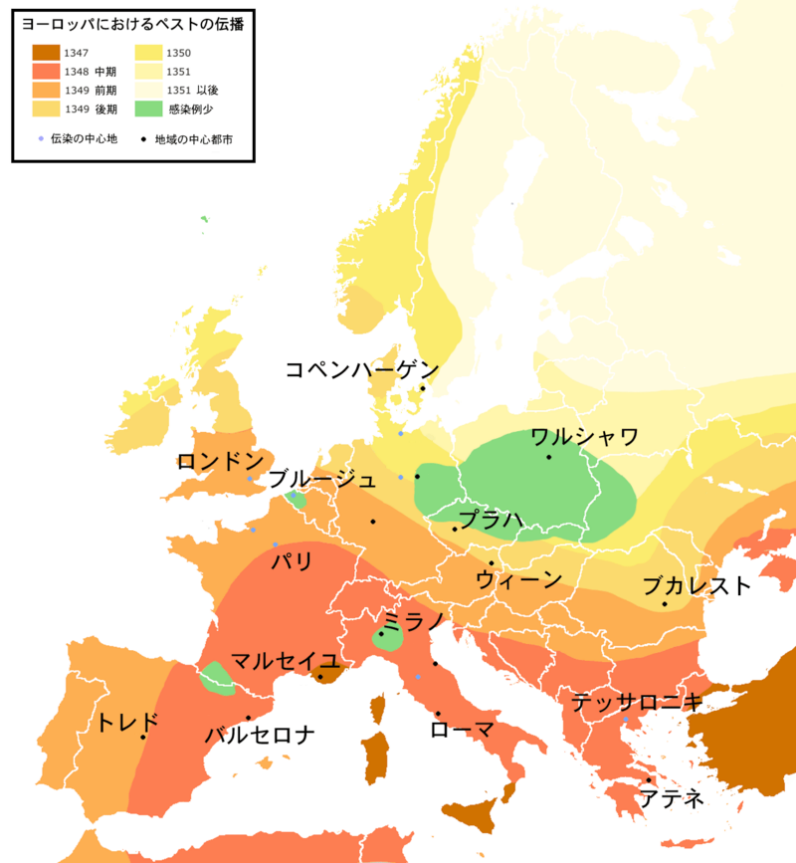 ヨーロッパにおけるペストの伝播
1347
1348 中期
1349 前期
1349 後期
1350
1351
1351 以後
感染例少
伝染の中心地
地域の中心都市
コペンハーゲン
ワルシャワ
ロンドン
ブルージュ
プラハ
パリ
ウィーン
ブカレスト
ミラノ
マルセイユ
テッサロニキ
トレド
バルセロナ
ローマ
アテネ